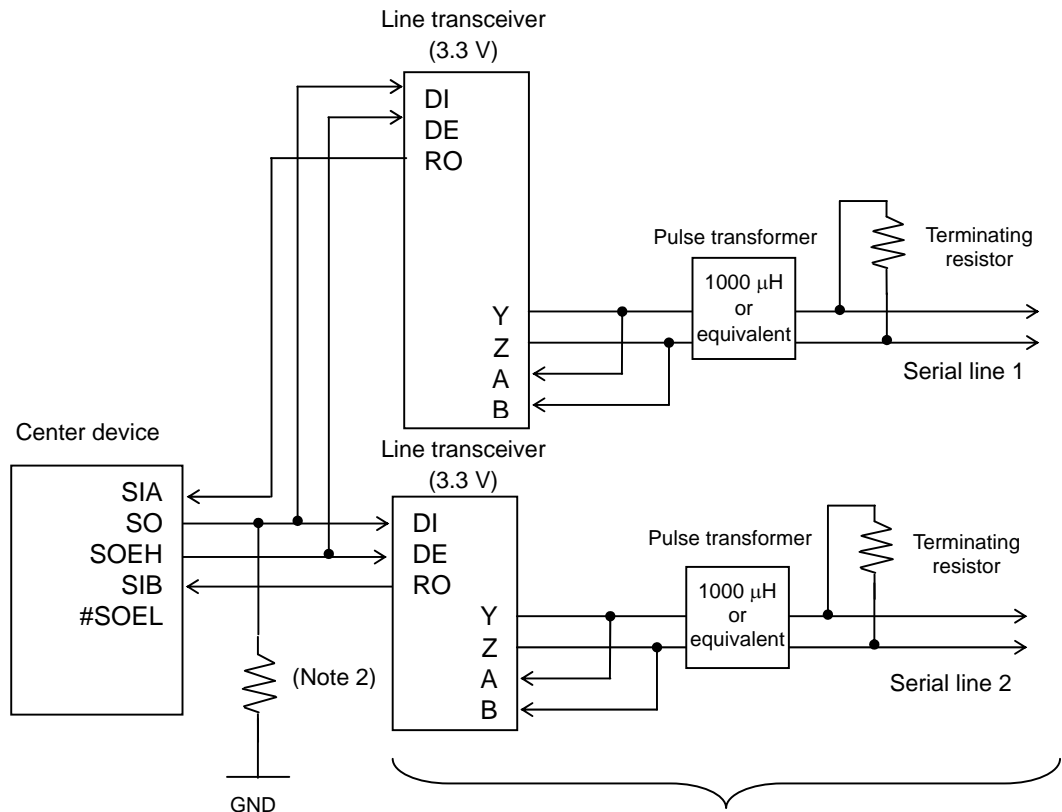 Line transceiver
(3.3 V)
DI
DE
RO
Y
Z
A
B
Pulse transformer
1000 μH
or
equivalent
Terminating
resistor
Serial line 1
Center device
SIA
SO
SOEH
SIB
#SOEL
(Note 2)
GND
Line transceiver
(3.3 V)
DI
DE
RO
Y
Z
A
B
Pulse transformer
1000 μH
or
equivalent
Terminating
resistor
Serial line 2